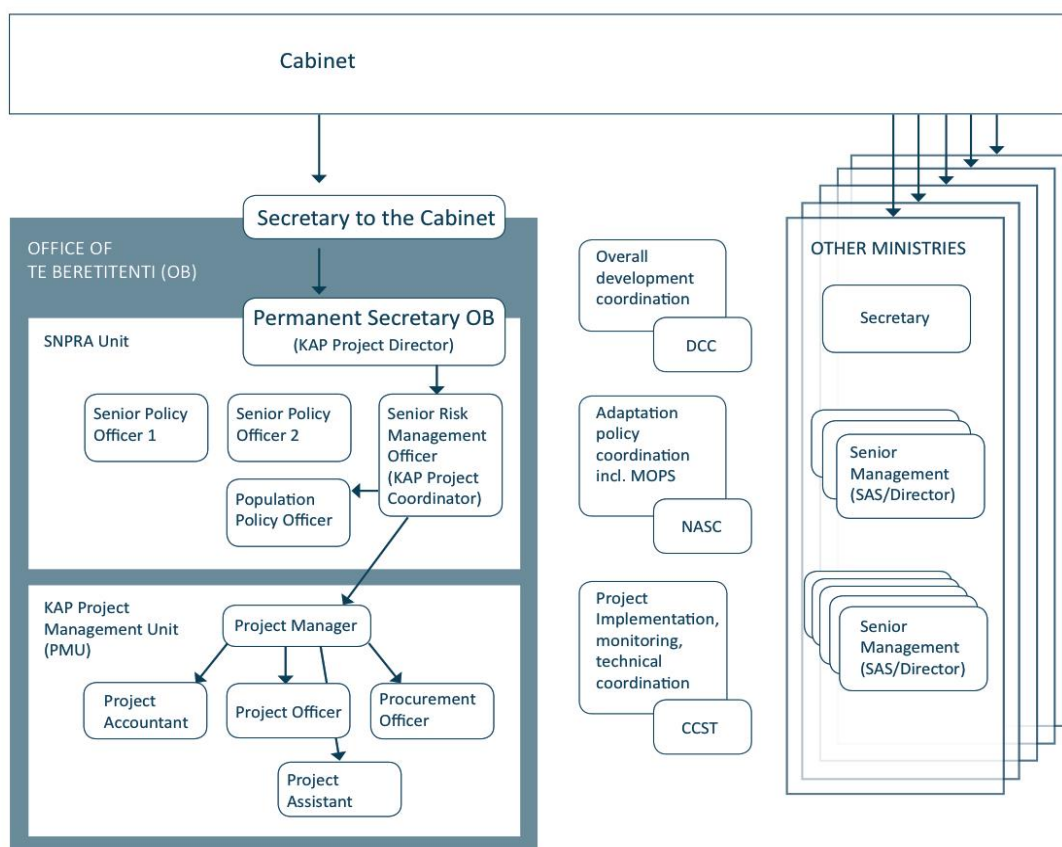 Cabinet
Secretary to the Cabinet
OFFICE OF
TE BERETITENTI (OB)
Permanent Secretary OB
(KAP Project Director)
SNPRA Unit
Senior Policy
Officer 1
Senior Policy
Officer 2
Senior Risk
Management
Officer
(KAP Project
Coordinator)
Population
Policy Officer
KAP Project
Management Unit
(PMU)
Project Manager
Project
Accountant
Project Officer
Procurement
Officer
Project
Assistant
Overall
development
coordination
DCC
Adaptation
policy
coordination
incl. MOPS
NASC
Project
Implementation,
monitoring,
technical
coordination
CCST
OTHER MINISTRIES
Secretary
Senior
Management
(SAS/Director)
Senior
Management
(SAS/Director)